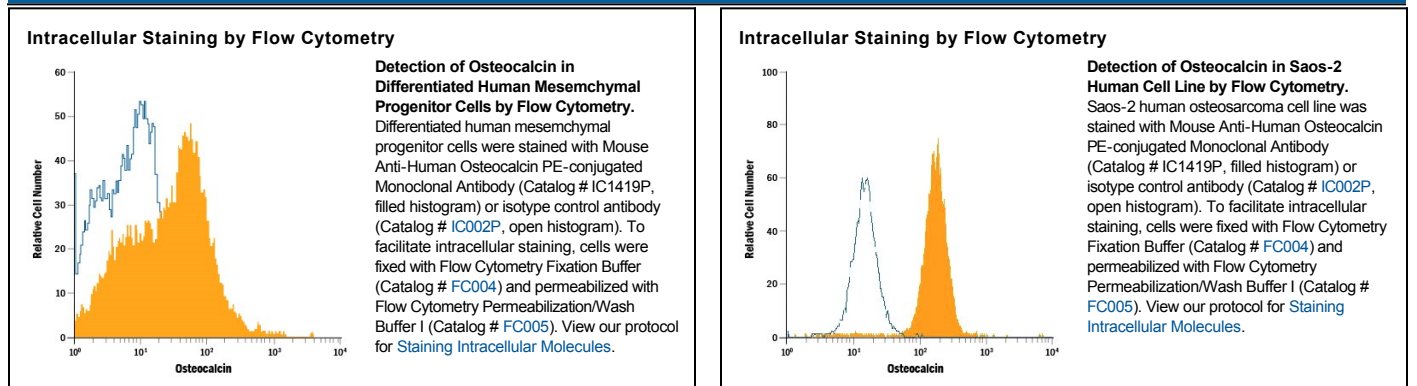 Intracellular Staining by Flow Cytometry
60
50
40
30
20
10
0
Relative Cell Number
10⁰ 10¹ 10² 10³ 10⁴
Osteocalcin
Detection of Osteocalcin in
Differentiated Human Mesemchymal
Progenitor Cells by Flow Cytometry.
Differentiated human mesemchymal
progenitor cells were stained with Mouse
Anti-Human Osteocalcin PE-conjugated
Monoclonal Antibody (Catalog # IC1419P,
filled histogram) or isotype control antibody
(Catalog # IC002P, open histogram). To
facilitate intracellular staining, cells were
fixed with Flow Cytometry Fixation Buffer
(Catalog # FC004) and permeabilized with
Flow Cytometry Permeabilization/Wash
Buffer I (Catalog # FC005). View our protocol
for Staining Intracellular Molecules.
Intracellular Staining by Flow Cytometry
100
80
60
40
20
0
Relative Cell Number
10⁰ 10¹ 10² 10³ 10⁴
Osteocalcin
Detection of Osteocalcin in Saos-2
Human Cell Line by Flow Cytometry.
Saos-2 human osteosarcoma cell line was
stained with Mouse Anti-Human Osteocalcin
PE-conjugated Monoclonal Antibody
(Catalog # IC1419P, filled histogram) or
isotype control antibody (Catalog # IC002P,
open histogram). To facilitate intracellular
staining, cells were fixed with Flow Cytometry
Fixation Buffer (Catalog # FC004) and
permeabilized with Flow Cytometry
Permeabilization/Wash Buffer I (Catalog #
FC005). View our protocol for Staining
Intracellular Molecules.